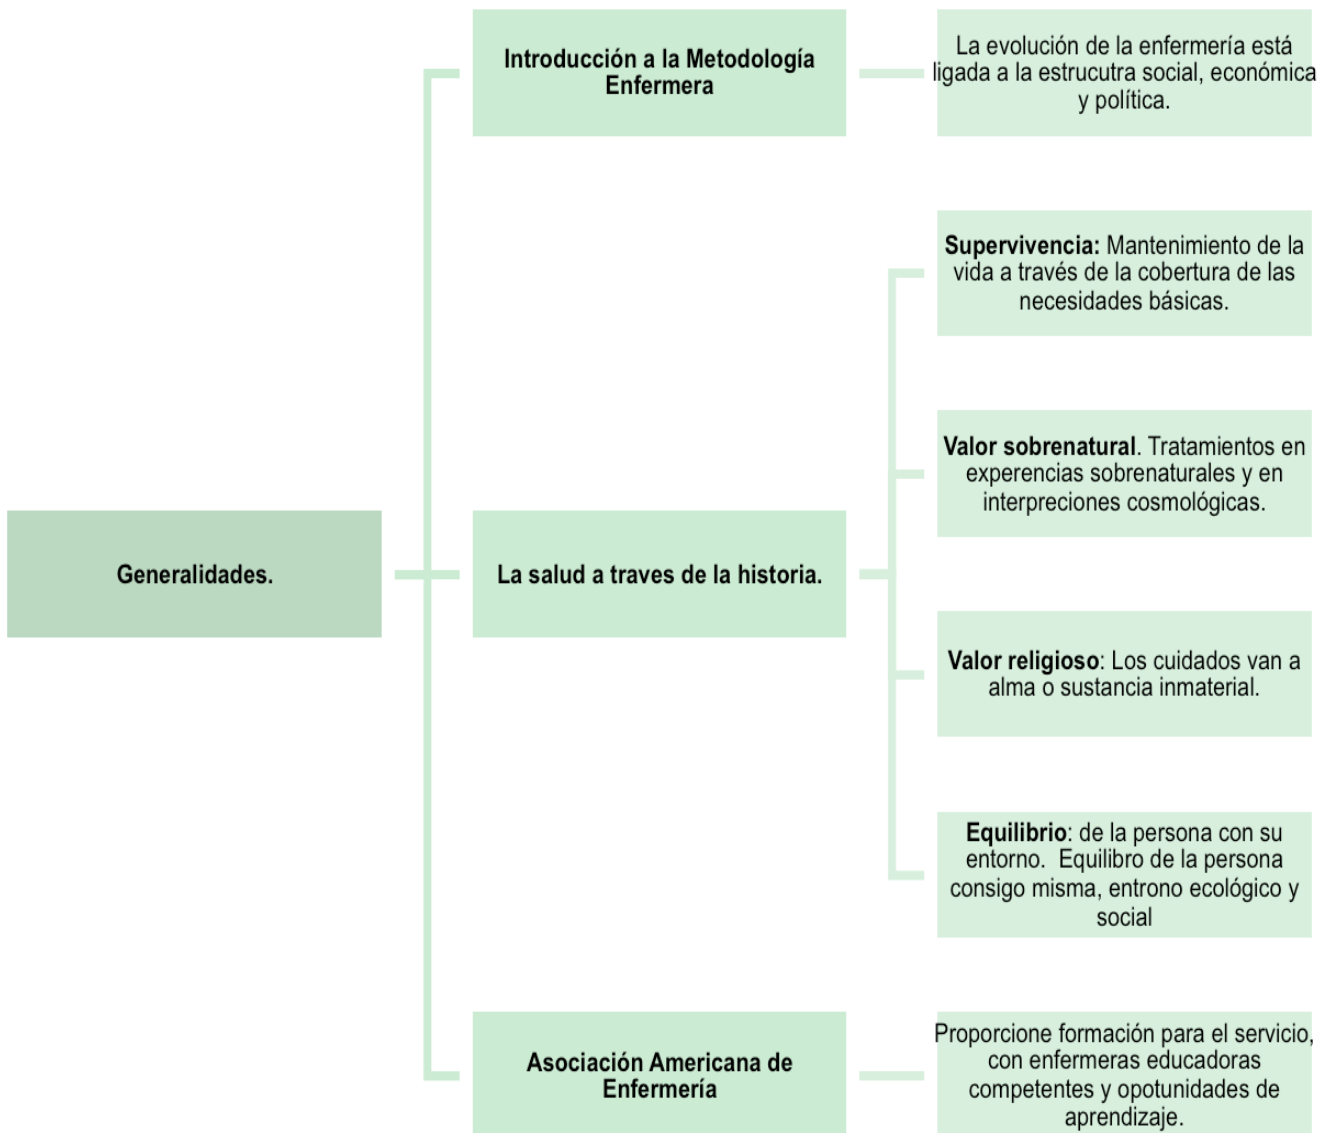 Generalidades.
Introducción a la Metodología
Enfermera
La evolución de la enfermería está
ligada a la estrucutra social, económica
y política.
La salud a traves de la historia.
Supervivencia: Mantenimiento de la
vida a través de la cobertura de las
necesidades básicas.
Valor sobrenatural. Tratamientos en
experencias sobrenaturales y en
interpreciones cosmológicas.
Valor religioso: Los cuidados van a
alma o sustancia inmaterial.
Equilibrio: de la persona con su
entorno.  Equilibro de la persona
consigo misma, entrono ecológico y
social
Asociación Americana de
Enfermería
Proporcione formación para el servicio,
con enfermeras educadoras
competentes y opotunidades de
aprendizaje.